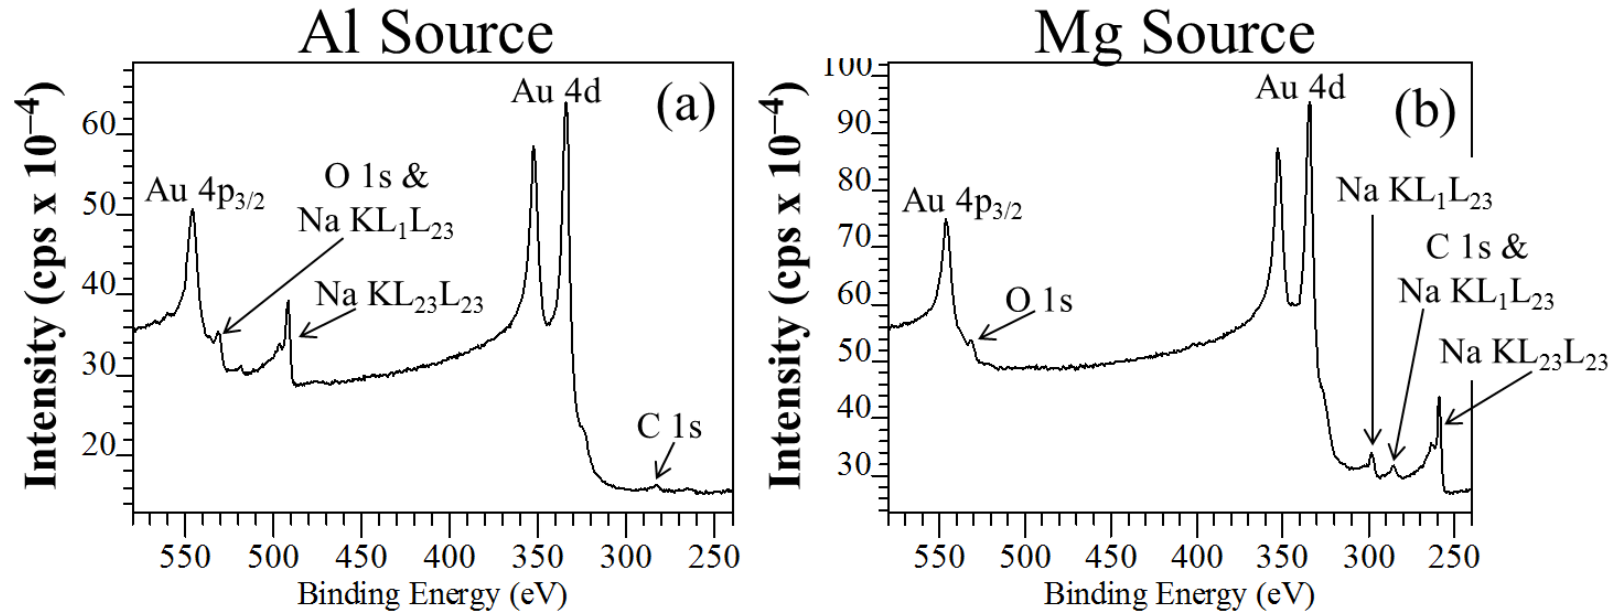 Al Source
Mg Source
Intensity (cps x 10⁻⁴)
60
50
40
30
20
Au 4p₃/₂
O 1s &
Na KL₁L₂₃
Na KL₂₃L₂₃
Au 4d
(a)
C 1s
550 500 450 400 350 300 250
Binding Energy (eV)
Intensity (cps x 10⁻⁴)
100
90
80
70
60
50
40
30
Au 4p₃/₂
O 1s
Au 4d
(b)
Na KL₁L₂₃
C 1s &
Na KL₁L₂₃
Na KL₂₃L₂₃
550 500 450 400 350 300 250
Binding Energy (eV)